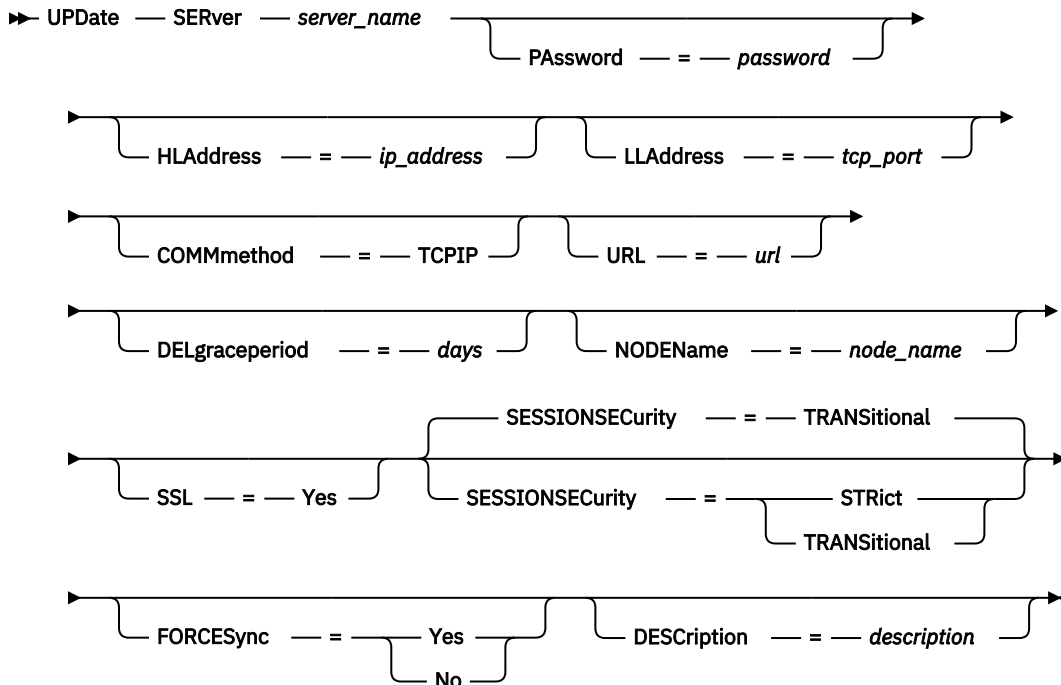 UPDate SERver server_name
PAssword = password
HLAddress = ip_address LLAddress = tcp_port
COMMmethod = TCPIP URL = url
DELgraceperiod = days NODEName = node_name
SESSIONSECurity = TRANSitional
SSL = Yes SESSIONSECurity = STRict
TRANSitional
FORCESync = Yes DESCription = description
No